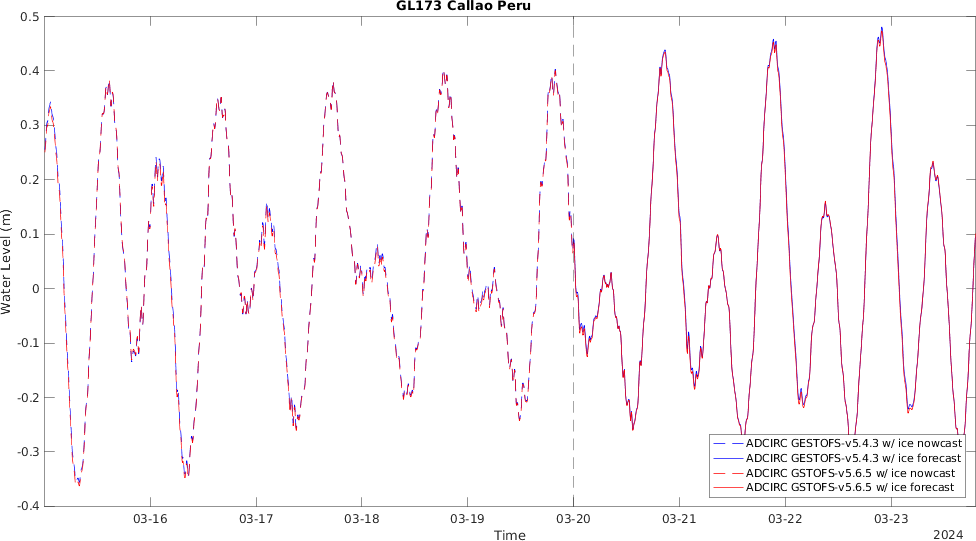 GL173 Callao Peru
0.5
0.4
0.3
0.2
0.1
0
-0.1
-0.2
-0.3
-0.4
Water Level (m)
03-16
03-17
03-18
03-19
03-20
03-21
03-22
03-23
Time
2024
ADCIRC GESTOFS-v5.4.3 w/ ice nowcast
ADCIRC GESTOFS-v5.4.3 w/ ice forecast
ADCIRC GSTOFS-v5.6.5 w/ ice nowcast
ADCIRC GSTOFS-v5.6.5 w/ ice forecast